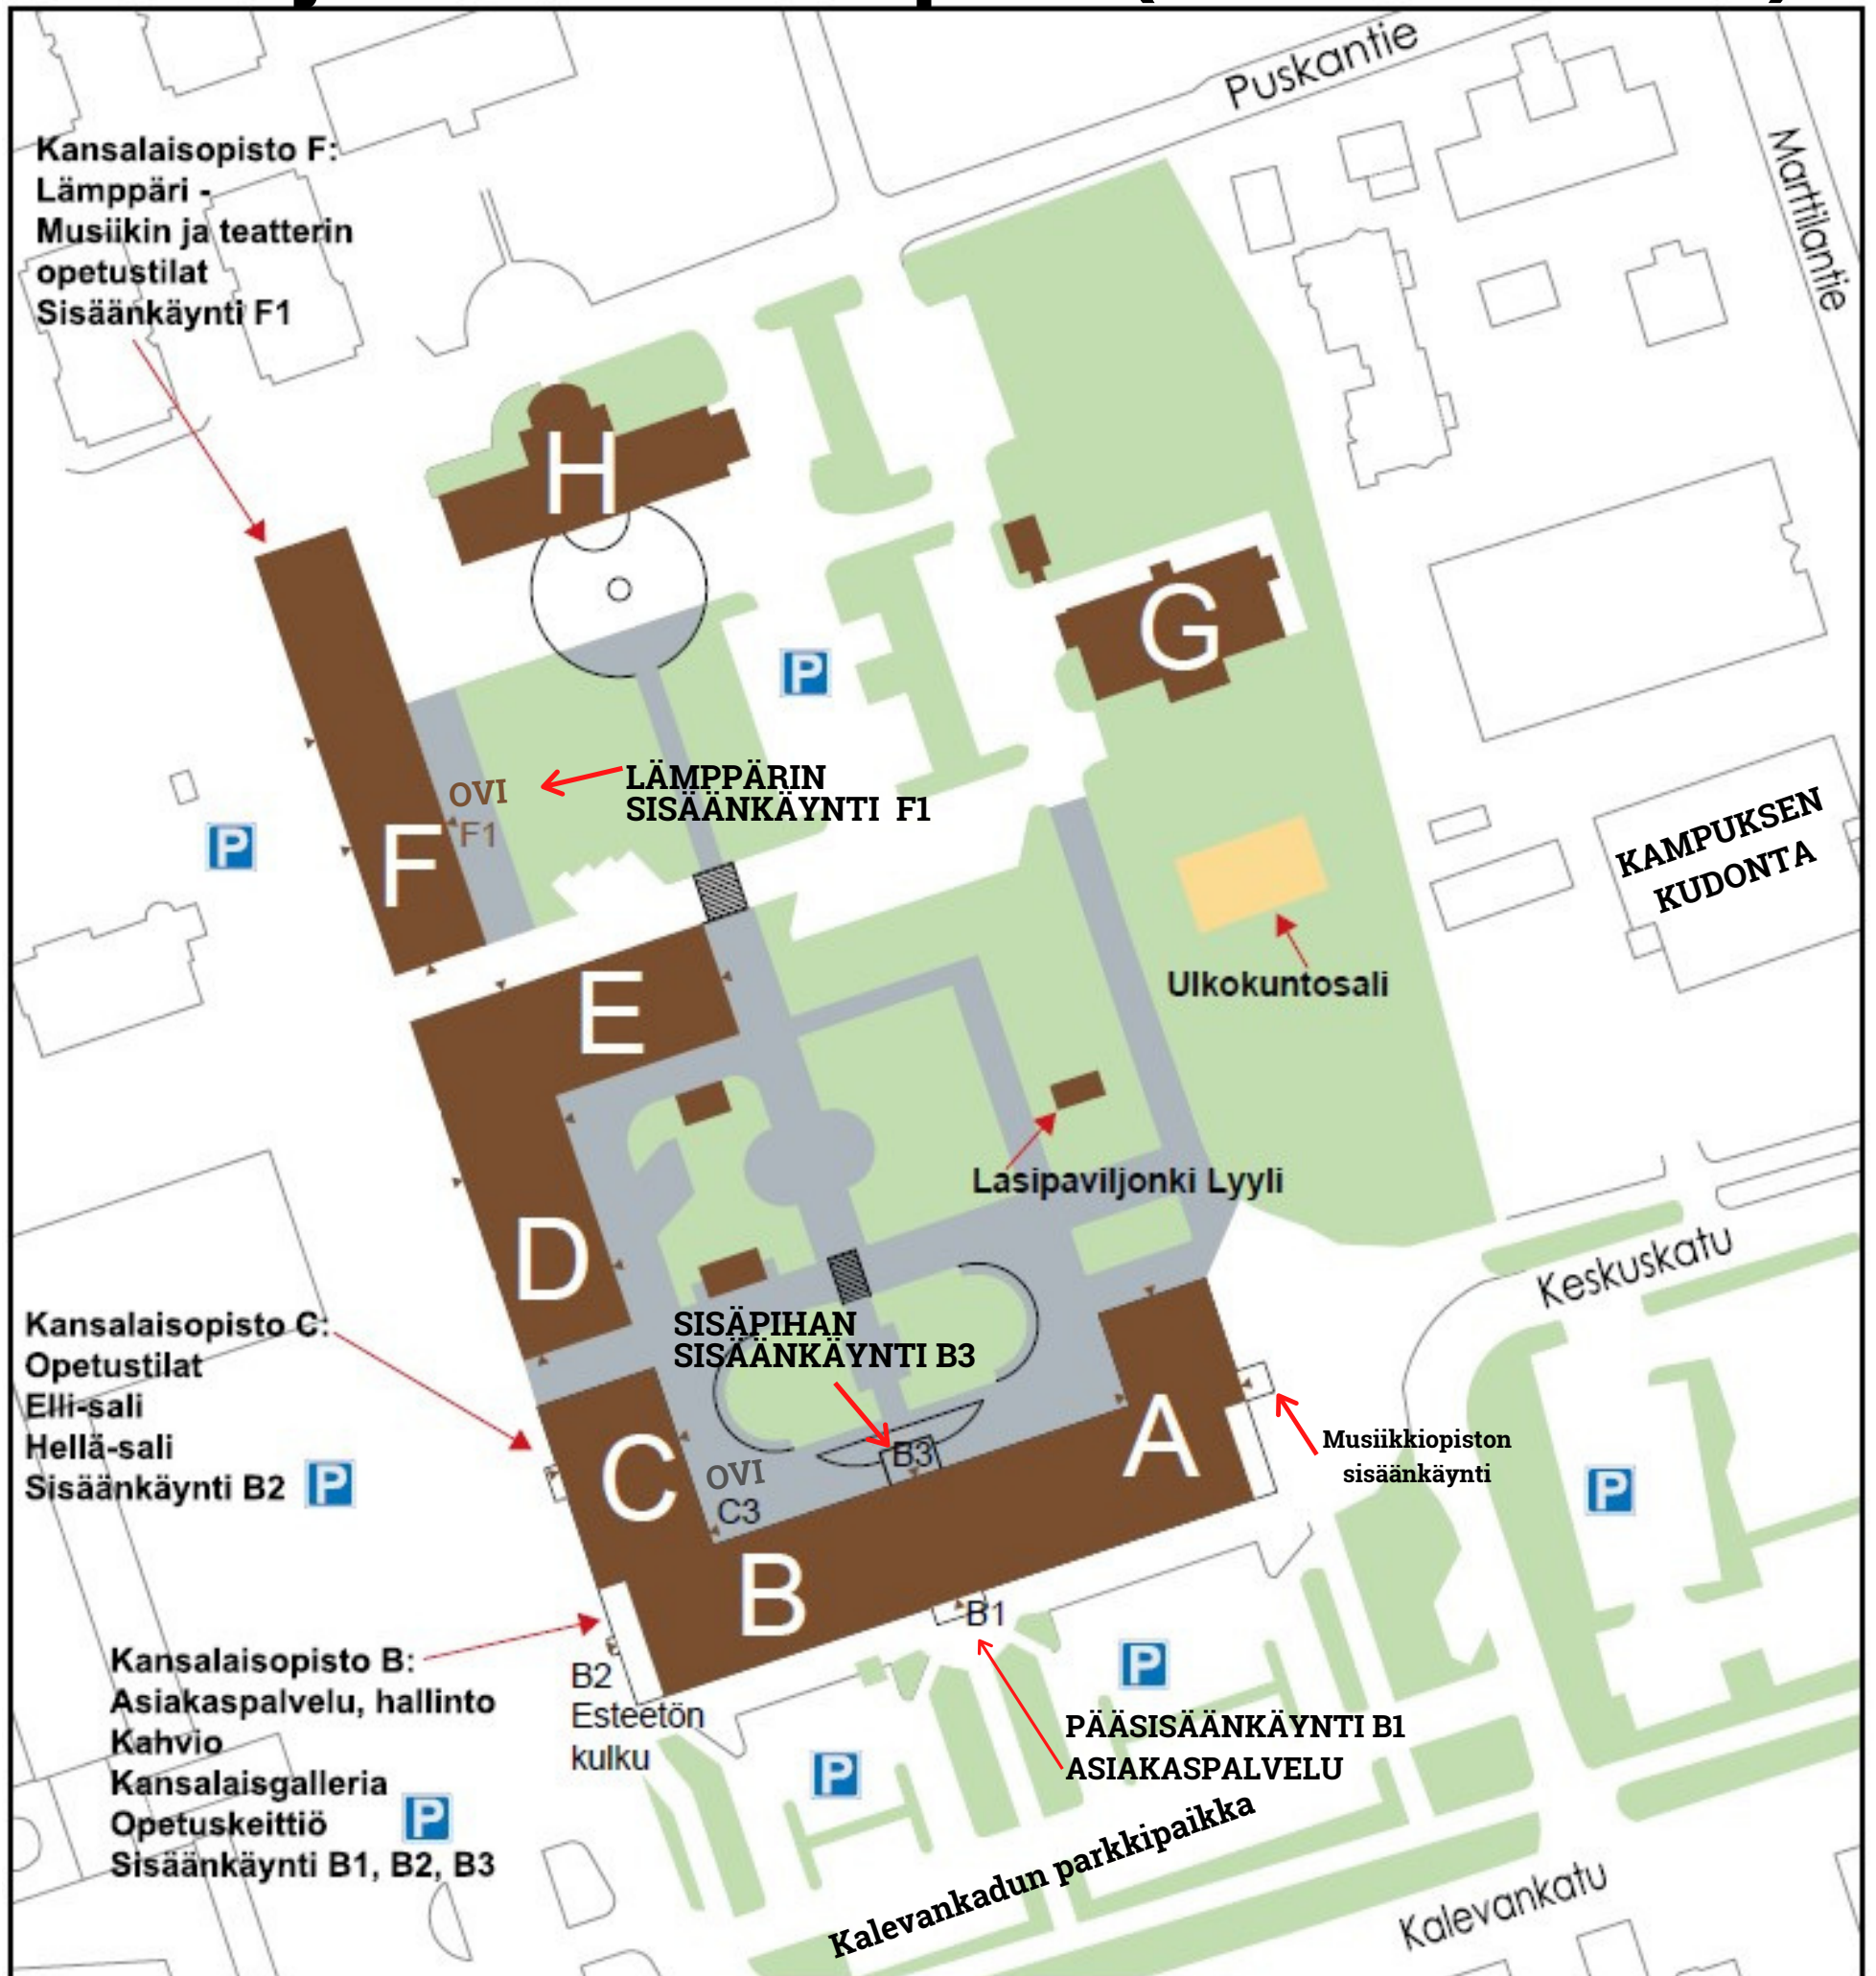 Puskantie
Marttilantie
Kansalaisopisto F:
Lämppäri -
Musiikin ja teatterin
opetustilat
Sisäänkäynti F1
H
G
P
LÄMPPÄRIN
SISÄÄNKÄYNTI F1
OVI
F1
F
P
KAMPUKSEN
KUDONTA
E
Ulkokuntosali
Lasipaviljonki Lyyli
D
Keskuskatu
Kansalaisopisto C:
Opetustilat
Elli-sali
Hellä-sali
Sisäänkäynti B2
P
SISÄPIHAN
SISÄÄNKÄYNTI B3
B3
A
Musiikkiopiston
sisäänkäynti
P
C
OVI
C3
B
B1
B2
Esteetön
kulku
Kansalaisopisto B:
Asiakaspalvelu, hallinto
Kahvio
Kansalaisgalleria
Opetuskeittiö
Sisäänkäynti B1, B2, B3
P
P
P
PÄÄSISÄÄNKÄYNTI B1
ASIAKASPALVELU
Kalevankadun parkkipaikka
Kalevankatu